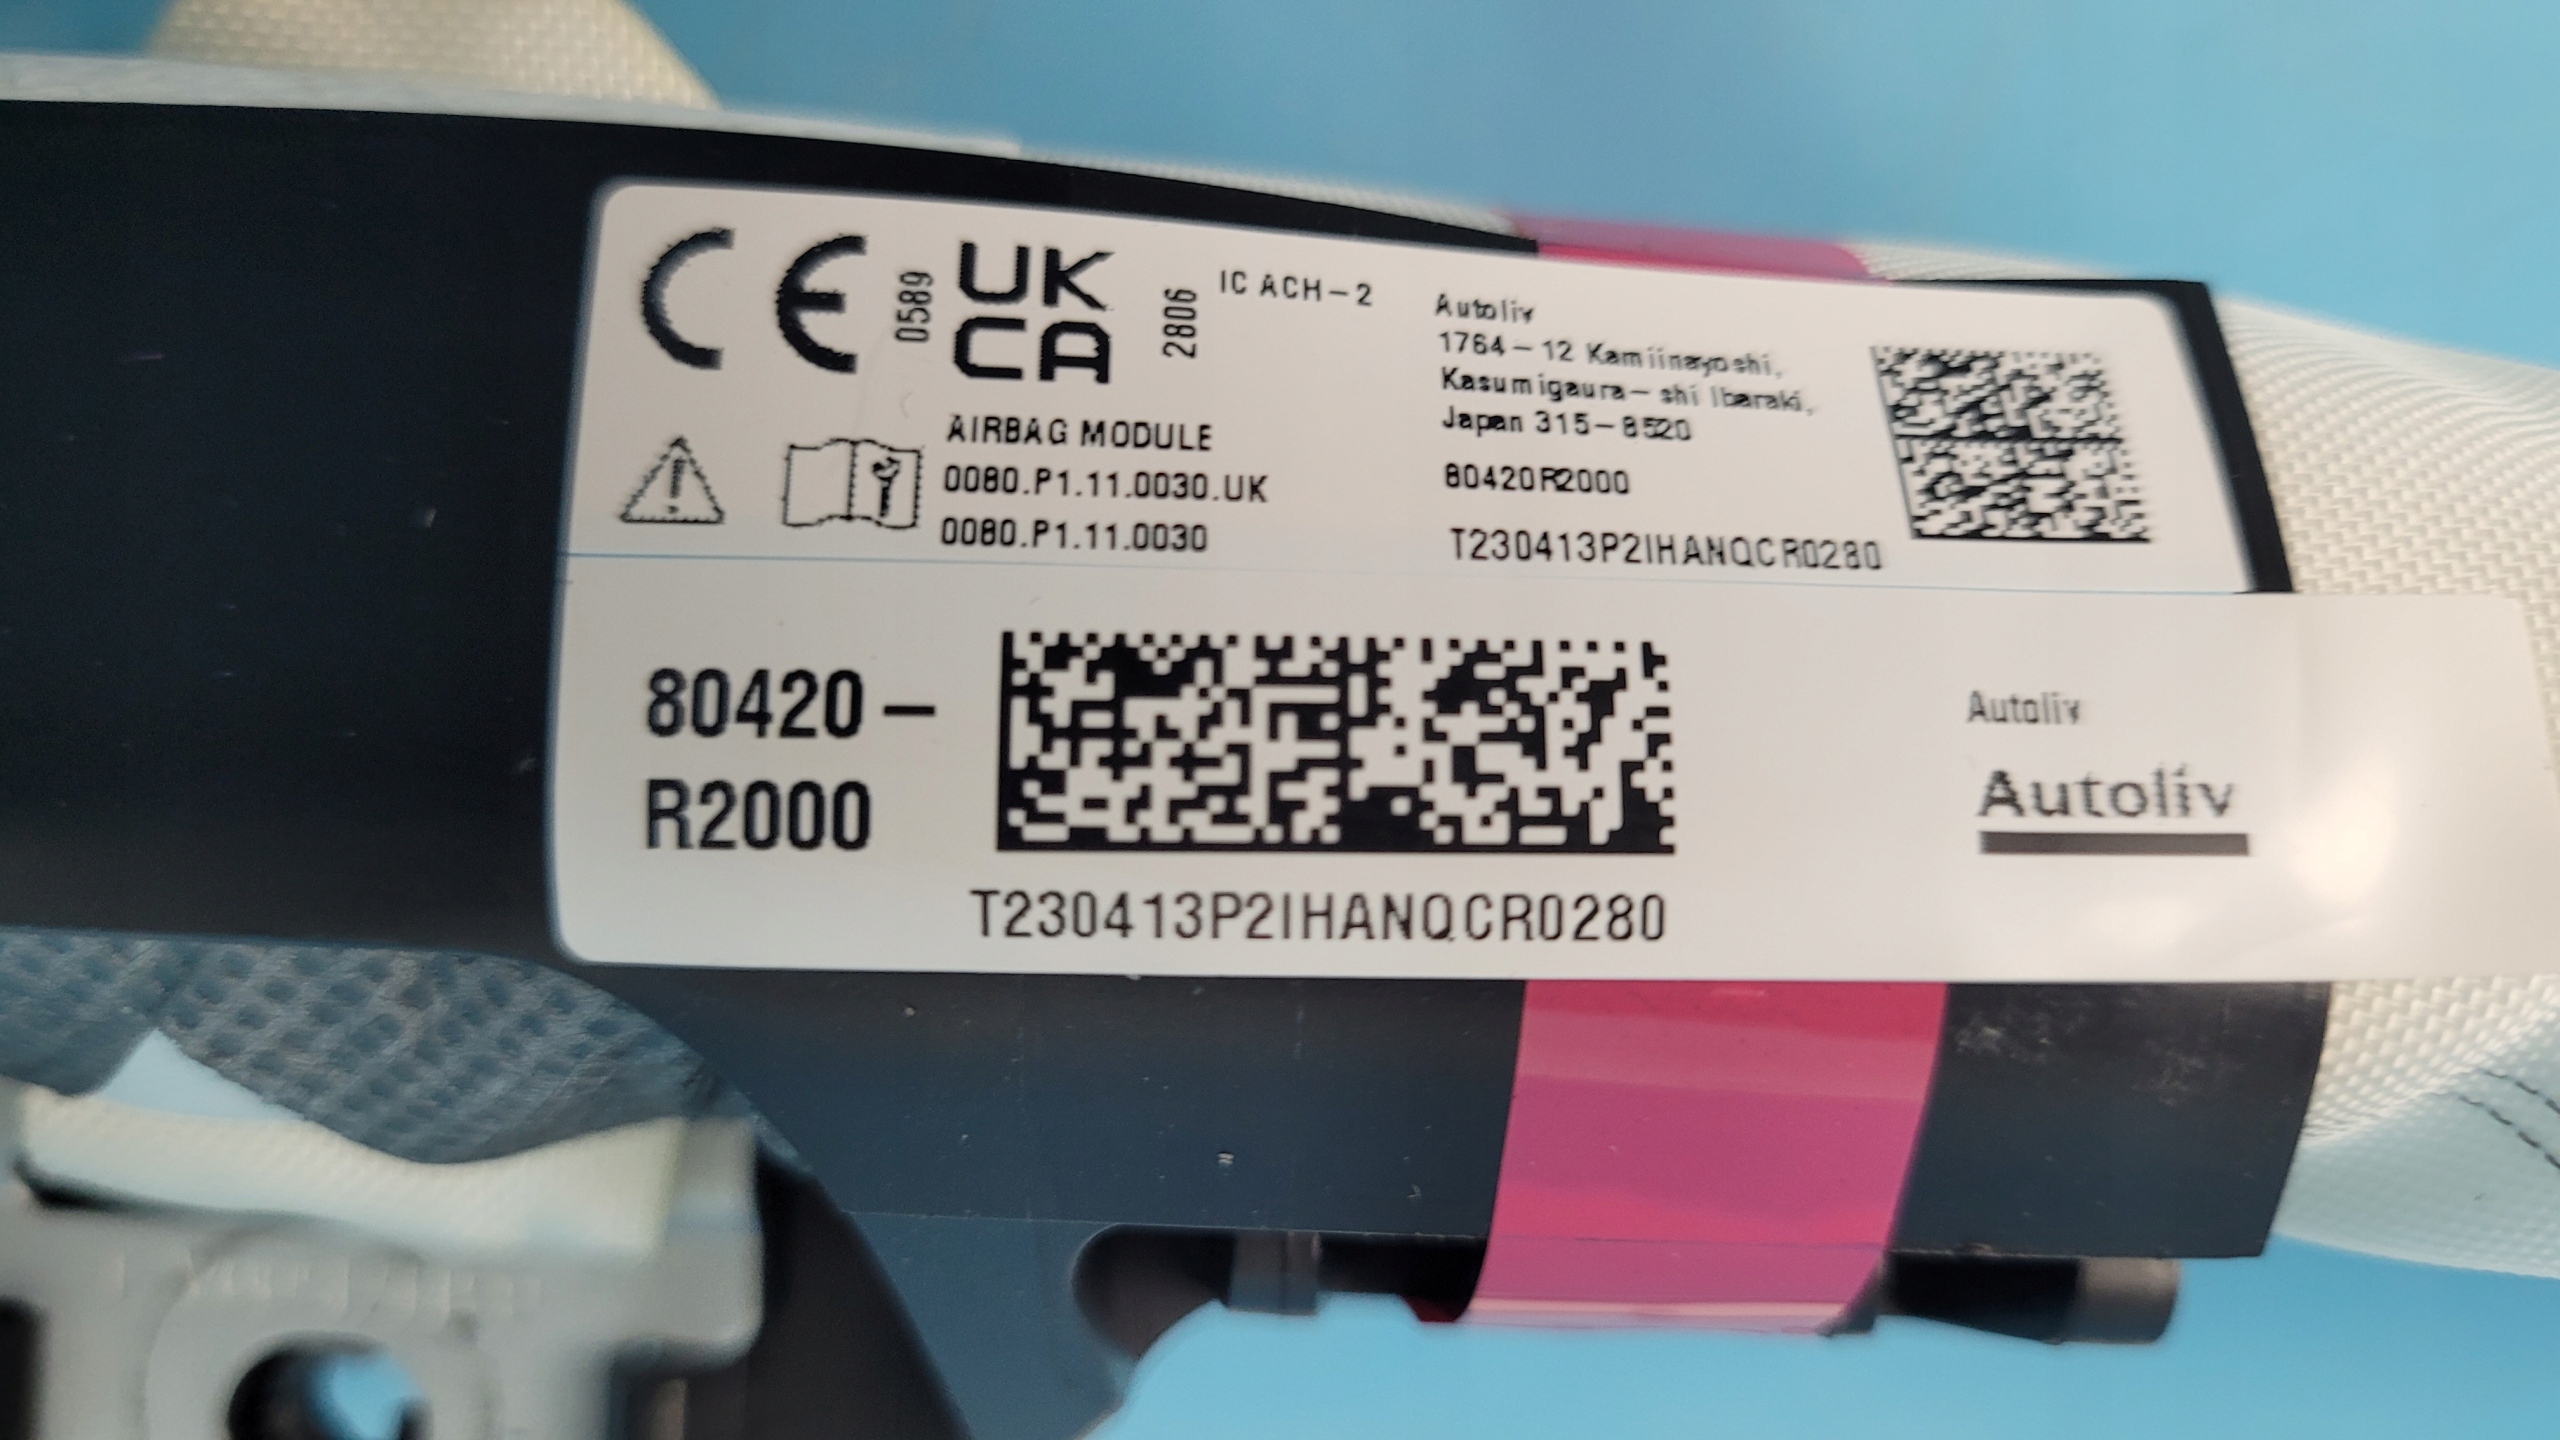 CE 0589 UK CA 2806 IC ACH-2
AIRBAG MODULE
0080.P1.11.0030.UK
0080.P1.11.0030
Autoliv
1764-12 Kamiinayoshi,
Kasumigaura-shi Ibaraki,
Japan 315-8520
80420R2000
T230413P2IHANQCR0280
80420-
R2000
T230413P2IHANQCR0280
Autoliv
Autoliv